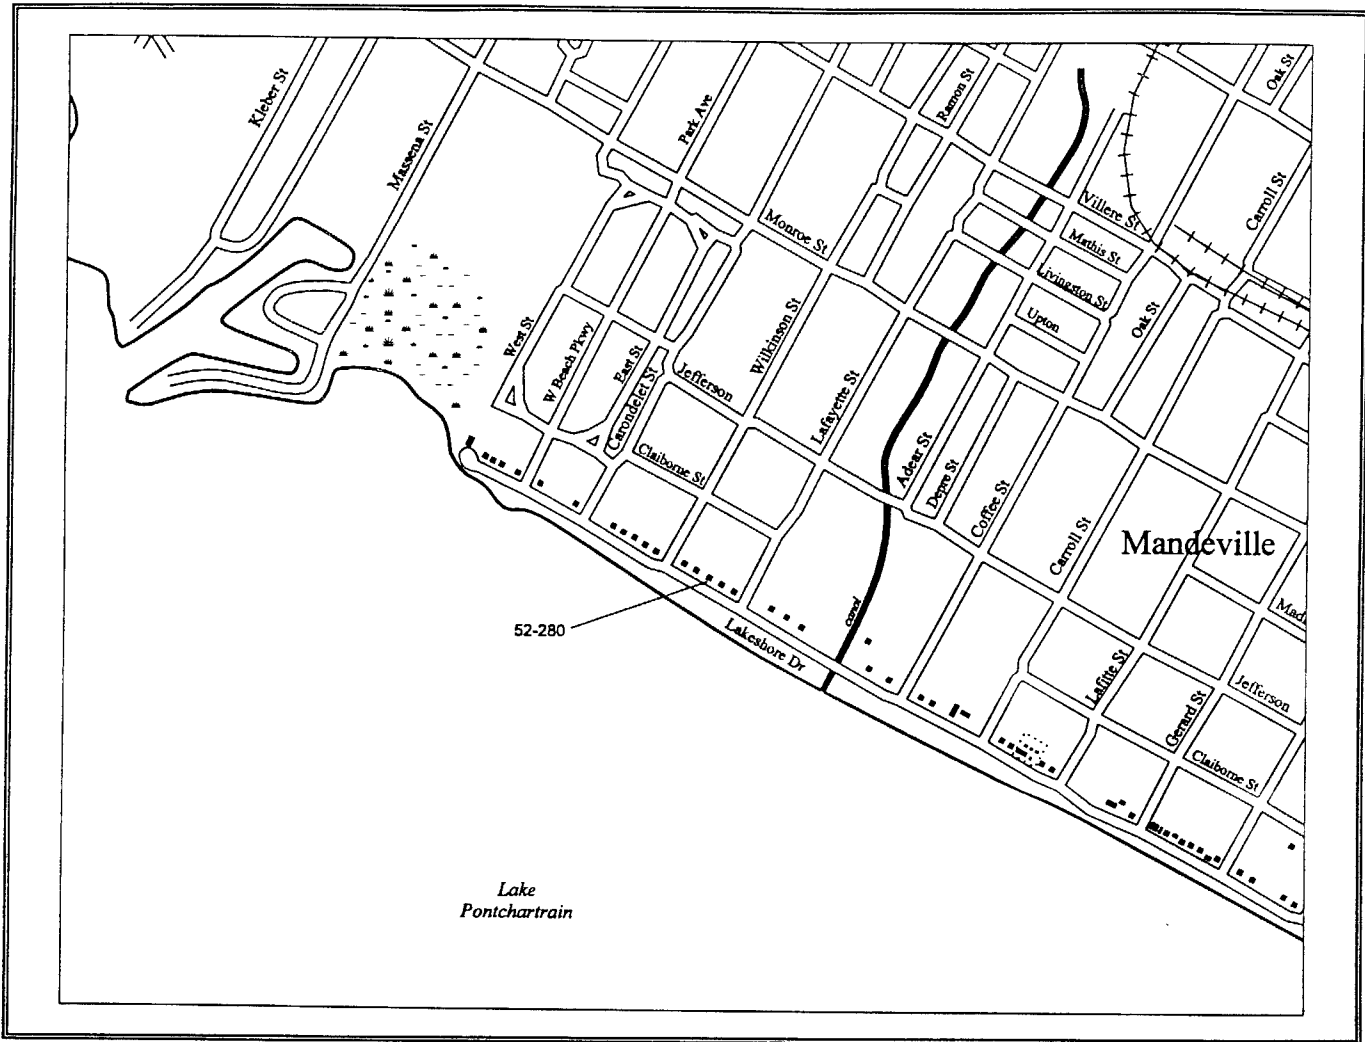 Kleber St
Massena St
Park Ave
Ramon St
Oak St
Carroll St
Villere St
Mathis St
Livingston St
Upton
Oak St
Monroe St
West St
W Beach Pkwy
East St
Carondelet St
Jefferson
Wilkinson St
Lafayette St
Claiborne St
Adear St
Depre St
Coffee St
Carroll St
Mandeville
Madi
52-280
canal
Lakeshore Dr
Lafitte St
Gerard St
Jefferson
Claiborne St
Lake
Pontchartrain